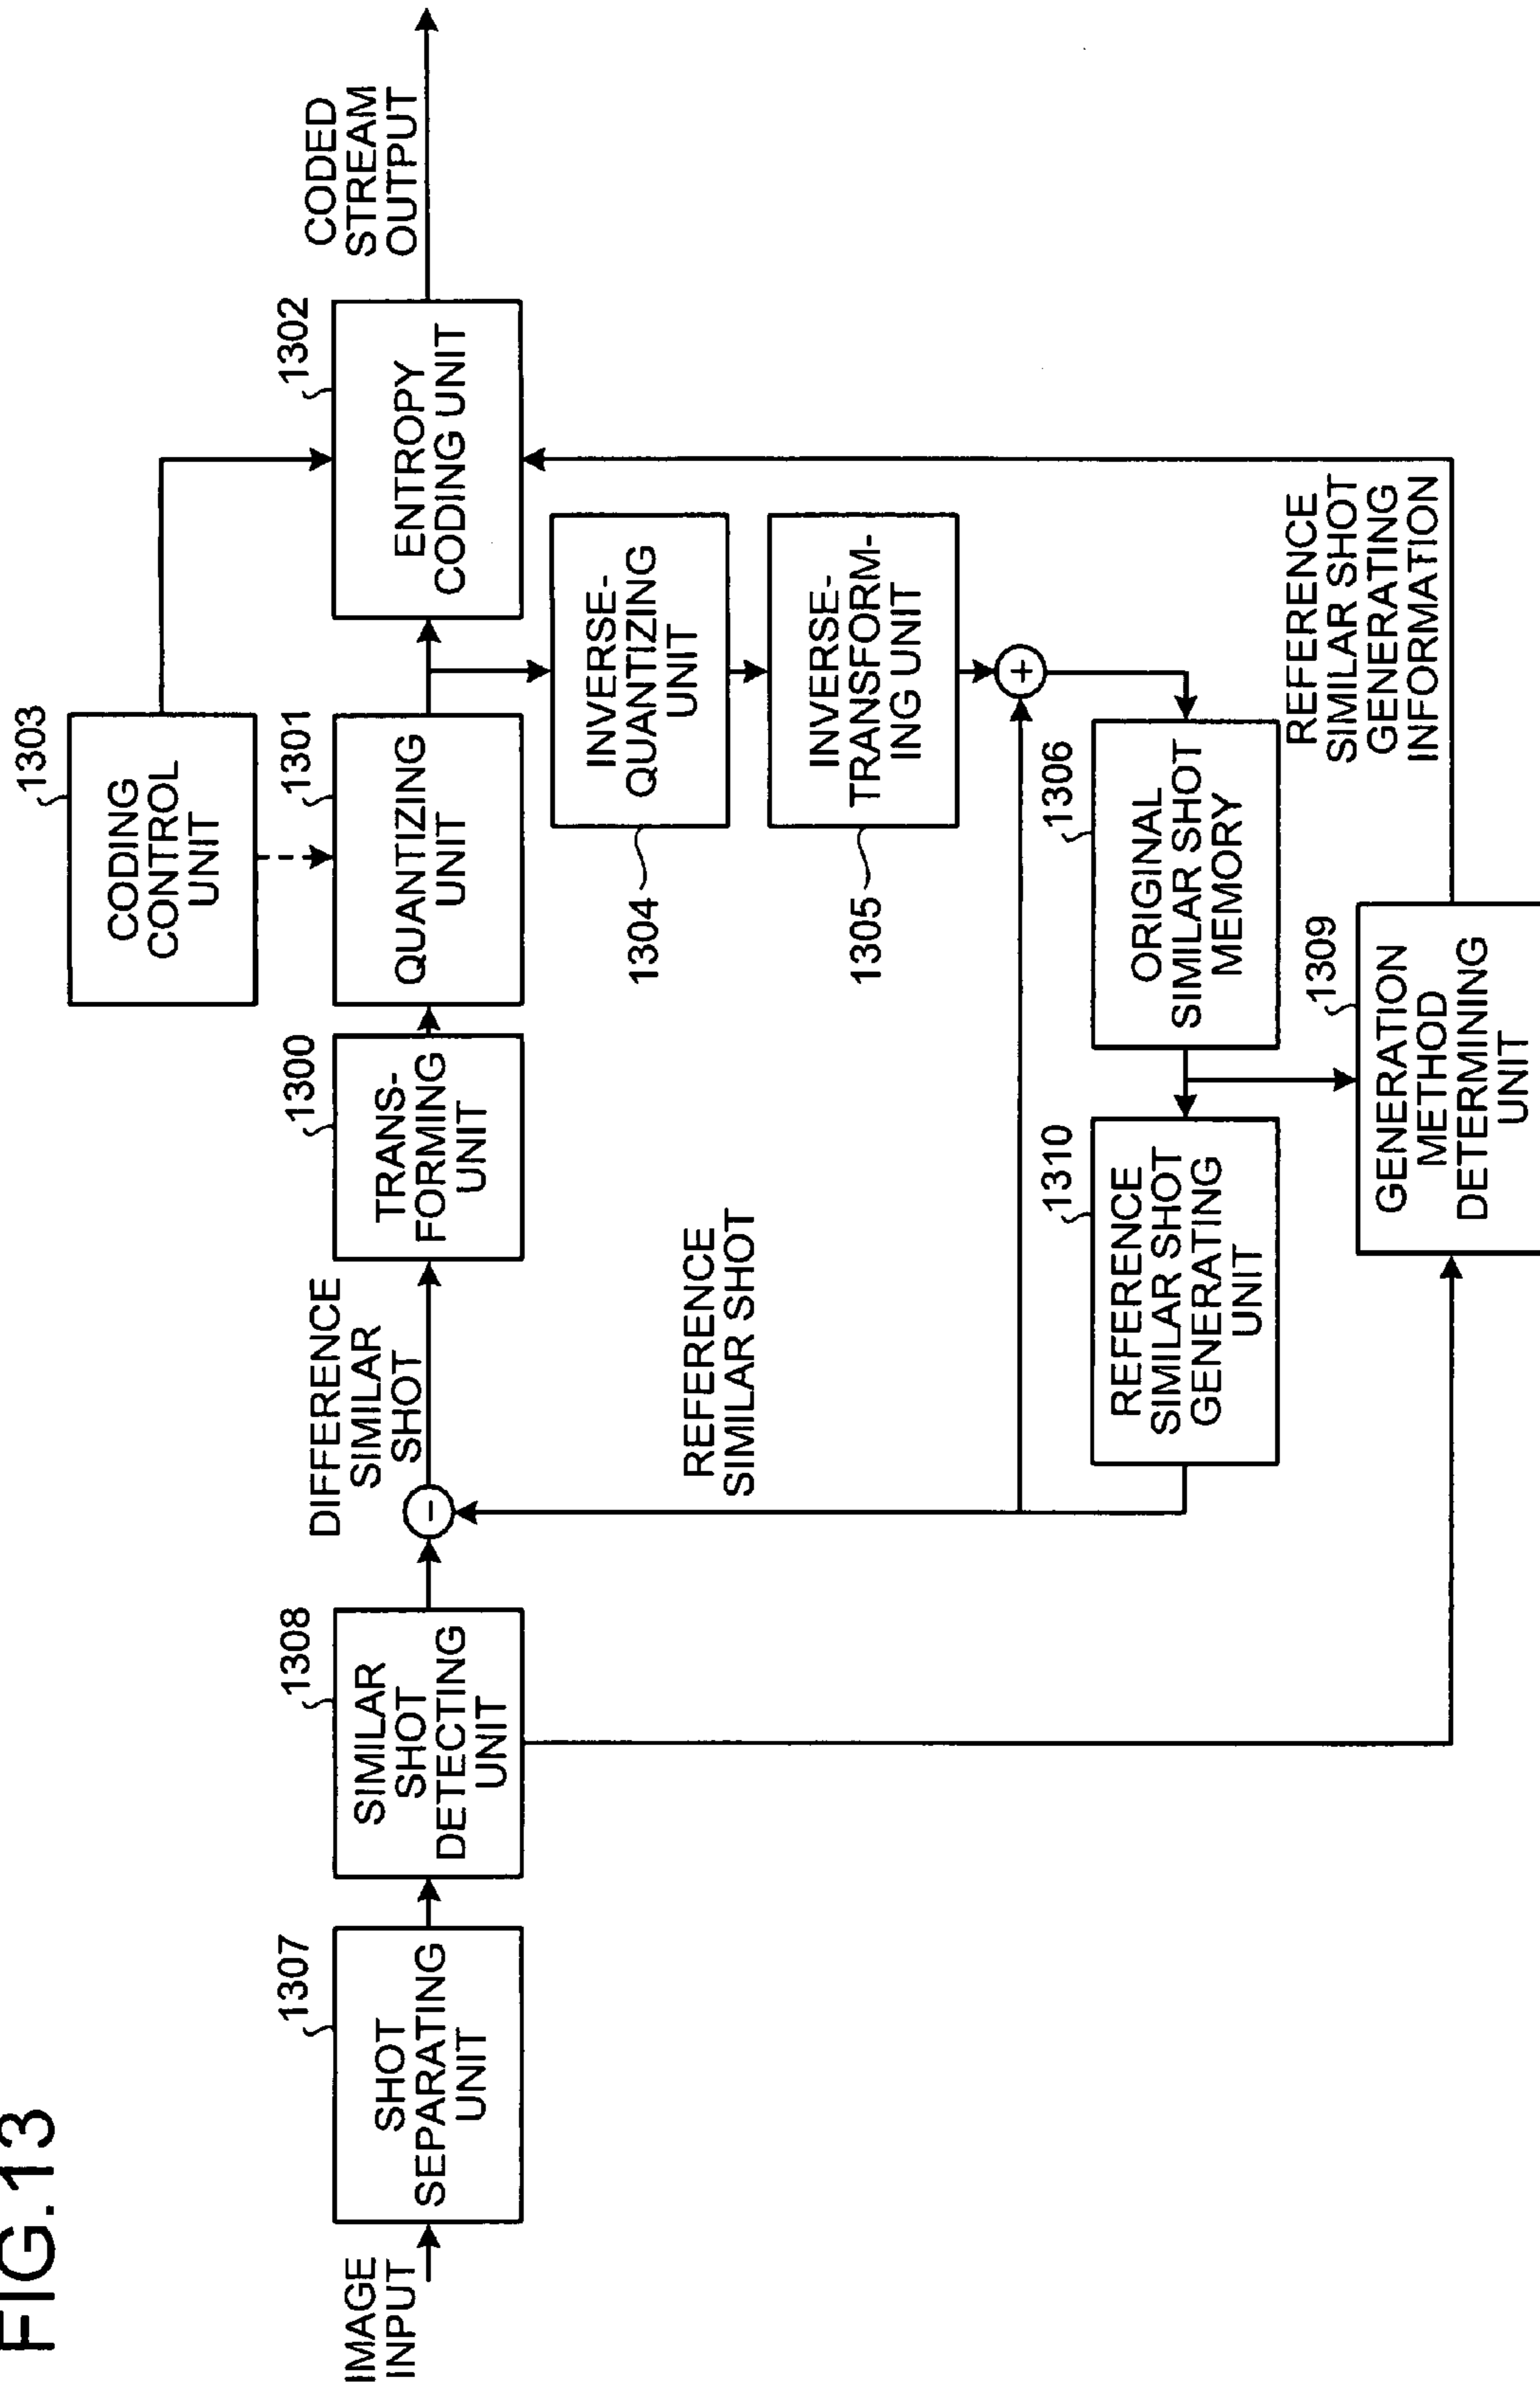 FIG.13
IMAGE
INPUT
1307
SHOT
SEPARATING
UNIT
1308
SIMILAR
SHOT
DETECTING
UNIT
DIFFERENCE
SIMILAR
SHOT
1300
TRANS-
FORMING
UNIT
1303
CODING
CONTROL
UNIT
1301
QUANTIZING
UNIT
1302
ENTROPY
CODING UNIT
CODED
STREAM
OUTPUT
1304
INVERSE-
QUANTIZING
UNIT
1305
INVERSE-
TRANSFORM-
ING UNIT
+
−
REFERENCE
SIMILAR SHOT
1310
REFERENCE
SIMILAR SHOT
GENERATING
UNIT
1306
ORIGINAL
SIMILAR SHOT
MEMORY
1309
GENERATION
METHOD
DETERMINING
UNIT
REFERENCE
SIMILAR SHOT
GENERATING
INFORMATION